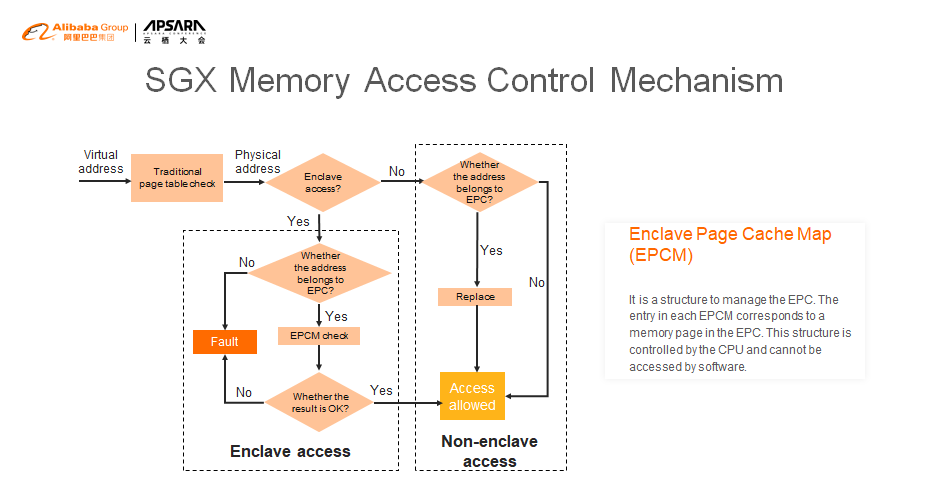 Alibaba Group
阿里巴巴集团
APSARA
APSARA CONFERENCE
云栖大会
SGX Memory Access Control Mechanism
Virtual
address
Traditional
page table check
Physical
address
Enclave
access?
No
Whether
the address
belongs to
EPC?
Yes
Whether
the address
belongs to
EPC?
No
Yes
Fault
EPCM check
No
Whether the
result is OK?
Yes
Enclave access
Yes
No
Replace
Access
allowed
Non-enclave
access
Enclave Page Cache Map
(EPCM)
It is a structure to manage the EPC. The
entry in each EPCM corresponds to a
memory page in the EPC. This structure is
controlled by the CPU and cannot be
accessed by software.